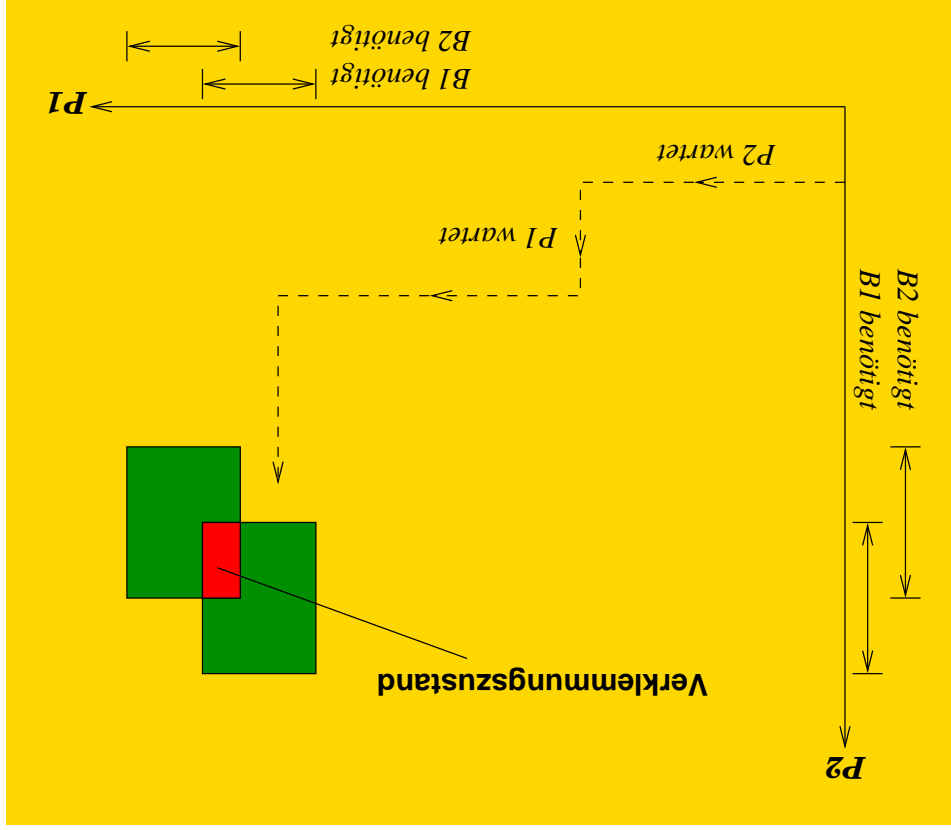 P2
Verklemmungszustand
B1 benötigt
B2 benötigt
P1 wartet
P2 wartet
P1
B1 benötigt
B2 benötigt